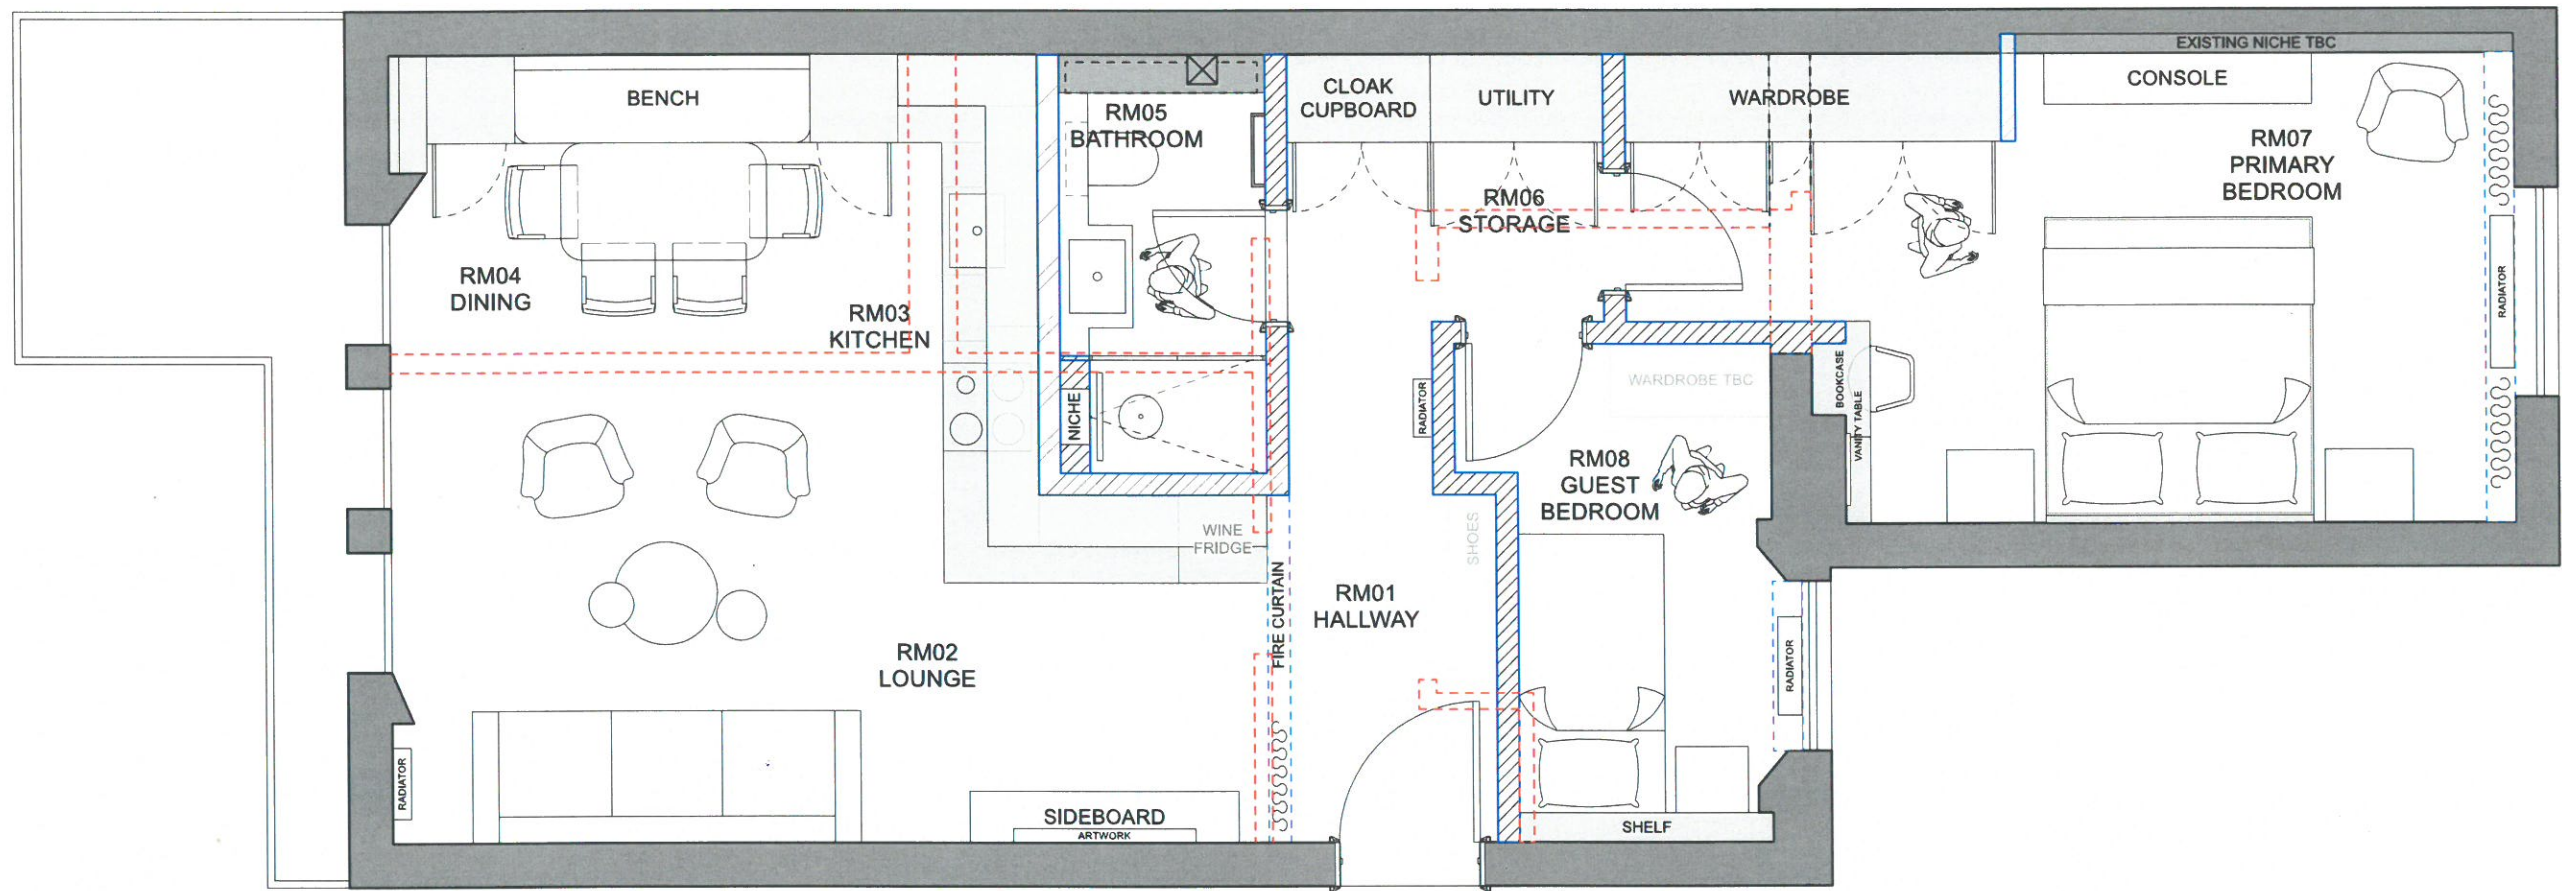 EXISTING NICHE TBC
BENCH
CLOAK
CUPBOARD
UTILITY
WARDROBE
CONSOLE
RM05
BATHROOM
RM07
PRIMARY
BEDROOM
RM06
STORAGE
RM04
DINING
RM03
KITCHEN
RADIATOR
NICHE
RADIATOR
WARDROBE TBC
BOOKCASE
VANITY TABLE
RM08
GUEST
BEDROOM
WINE
FRIDGE
SHOES
FIRE CURTAIN
RM01
HALLWAY
RM02
LOUNGE
RADIATOR
RADIATOR
SIDEBOARD
ARTWORK
SHELF